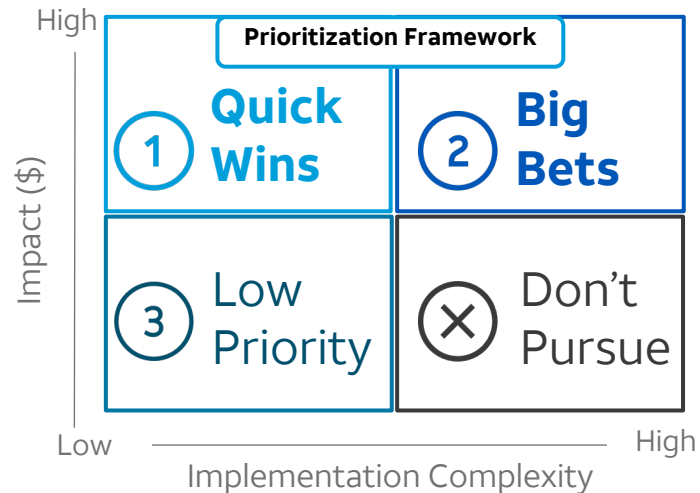 High
Prioritization Framework
1
Quick
Wins
2
Big
Bets
Impact ($)
3
Low
Priority
Don’t
Pursue
Low
High
Implementation Complexity